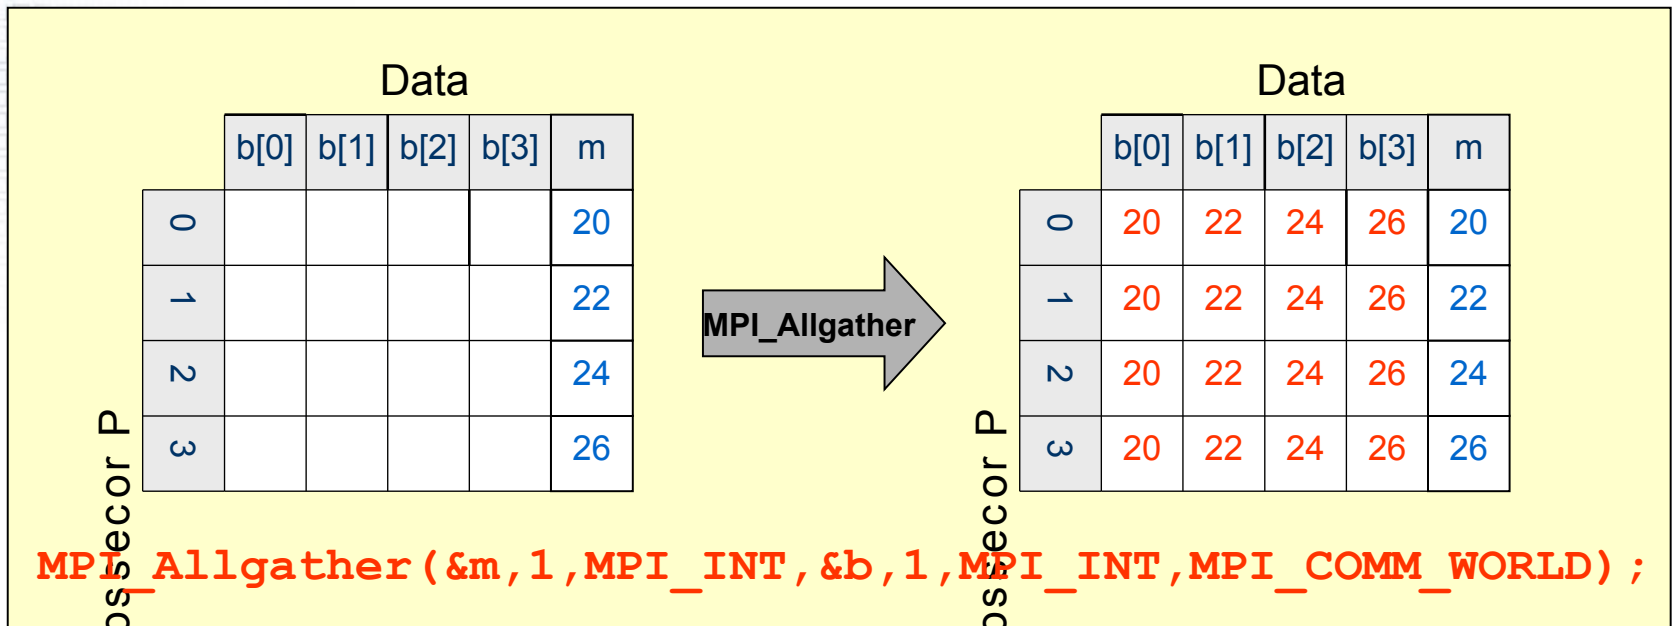 Data
b[0] b[1] b[2] b[3] m
0 20
1 22
2 24
3 26
MPI_Allgather
Data
b[0] b[1] b[2] b[3] m
0 20 22 24 26 20
1 20 22 24 26 22
2 20 22 24 26 24
3 20 22 24 26 26
MPI_Allgather(&m,1,MPI_INT,&b,1,MPI_INT,MPI_COMM_WORLD);